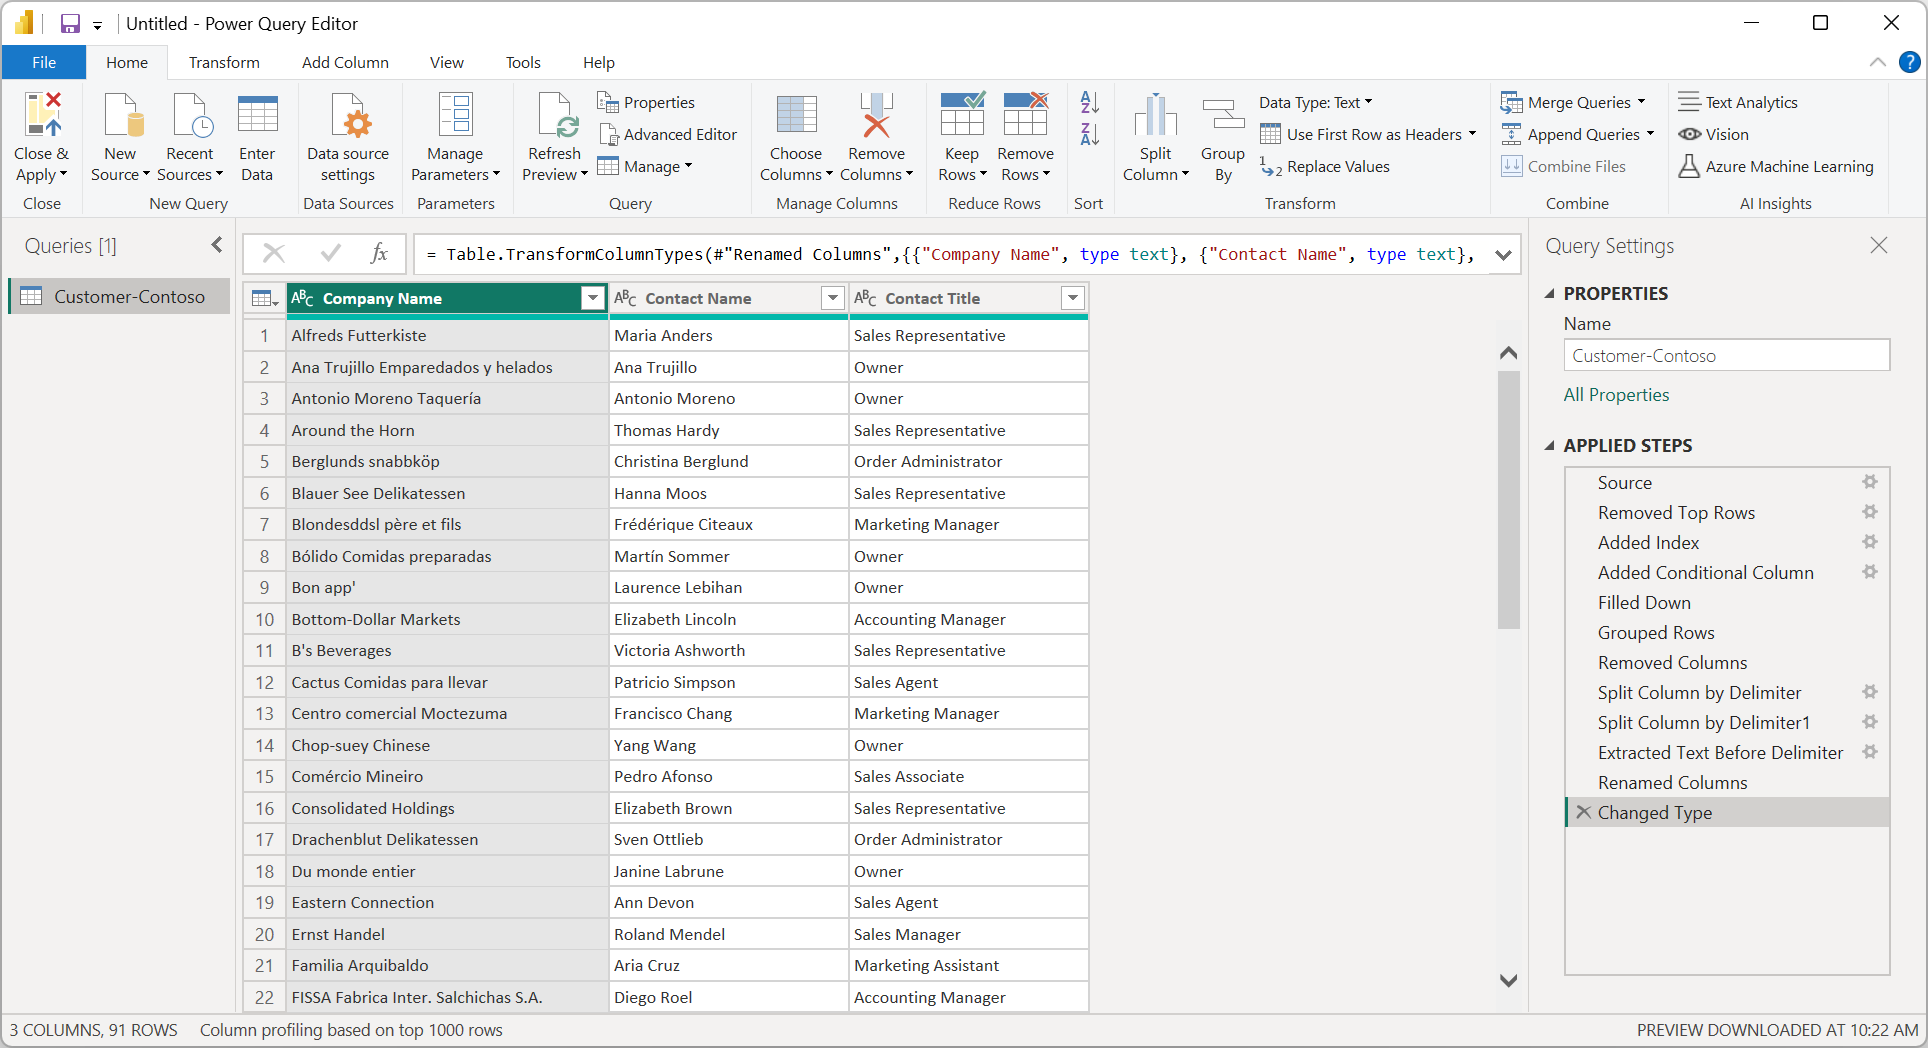 Untitled - Power Query Editor
File Home Transform Add Column View Tools Help ?
Close & Apply
Close
New Source
Recent Sources
Enter Data
New Query
Data source settings
Data Sources
Manage Parameters
Parameters
Refresh Preview
Properties
Advanced Editor
Manage
Query
Choose Columns
Remove Columns
Manage Columns
Keep Rows
Remove Rows
Reduce Rows
A Z
Z A
Sort
Split Column
Group By
Data Type: Text
Use First Row as Headers
1 2 Replace Values
Transform
Merge Queries
Append Queries
Combine Files
Combine
Text Analytics
Vision
Azure Machine Learning
AI Insights
Queries [1]
Customer-Contoso
fx = Table.TransformColumnTypes(#"Renamed Columns",{{"Company Name", type text}, {"Contact Name", type text},
ABC Company Name ABC Contact Name ABC Contact Title
1 Alfreds Futterkiste Maria Anders Sales Representative
2 Ana Trujillo Emparedados y helados Ana Trujillo Owner
3 Antonio Moreno Taquería Antonio Moreno Owner
4 Around the Horn Thomas Hardy Sales Representative
5 Berglunds snabbköp Christina Berglund Order Administrator
6 Blauer See Delikatessen Hanna Moos Sales Representative
7 Blondesddsl père et fils Frédérique Citeaux Marketing Manager
8 Bólido Comidas preparadas Martín Sommer Owner
9 Bon app' Laurence Lebihan Owner
10 Bottom-Dollar Markets Elizabeth Lincoln Accounting Manager
11 B's Beverages Victoria Ashworth Sales Representative
12 Cactus Comidas para llevar Patricio Simpson Sales Agent
13 Centro comercial Moctezuma Francisco Chang Marketing Manager
14 Chop-suey Chinese Yang Wang Owner
15 Comércio Mineiro Pedro Afonso Sales Associate
16 Consolidated Holdings Elizabeth Brown Sales Representative
17 Drachenblut Delikatessen Sven Ottlieb Order Administrator
18 Du monde entier Janine Labrune Owner
19 Eastern Connection Ann Devon Sales Agent
20 Ernst Handel Roland Mendel Sales Manager
21 Familia Arquibaldo Aria Cruz Marketing Assistant
22 FISSA Fabrica Inter. Salchichas S.A. Diego Roel Accounting Manager
Query Settings
PROPERTIES
Name
Customer-Contoso
All Properties
APPLIED STEPS
Source
Removed Top Rows
Added Index
Added Conditional Column
Filled Down
Grouped Rows
Removed Columns
Split Column by Delimiter
Split Column by Delimiter1
Extracted Text Before Delimiter
Renamed Columns
Changed Type
3 COLUMNS, 91 ROWS Column profiling based on top 1000 rows
PREVIEW DOWNLOADED AT 10:22 AM